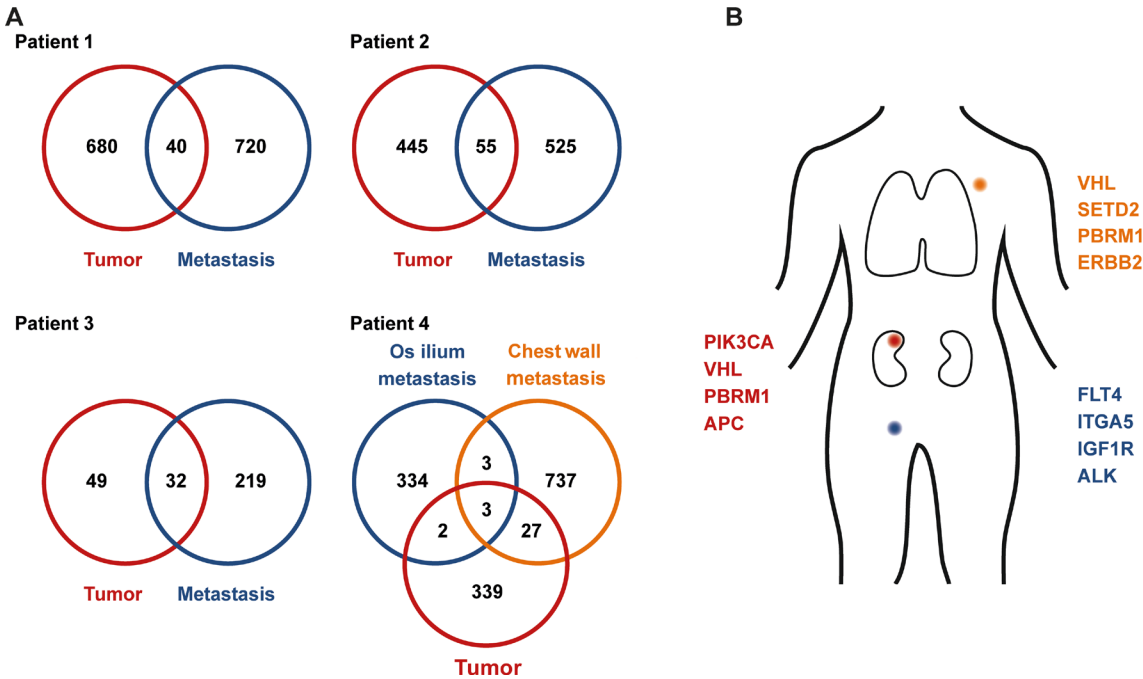 A
B
Patient 1
680 40 720
Tumor Metastasis
Patient 2
445 55 525
Tumor Metastasis
Patient 3
49 32 219
Tumor Metastasis
Patient 4
Os ilium
metastasis
Chest wall
metastasis
334 3 737
3
2 27
339
Tumor
VHL
SETD2
PBRM1
ERBB2
PIK3CA
VHL
PBRM1
APC
FLT4
ITGA5
IGF1R
ALK